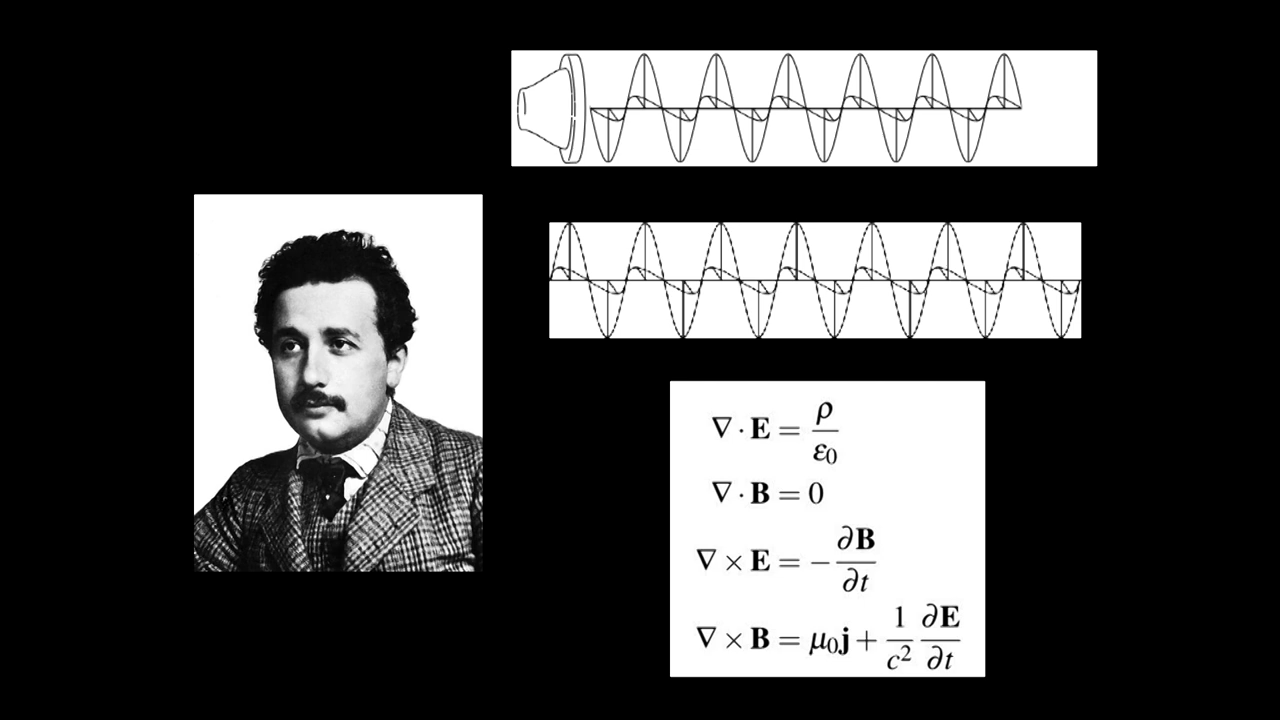 ∇ · E = ρ/ε₀
∇ · B = 0
∇ × E = − ∂B/∂t
∇ × B = μ₀j + 1/c² ∂E/∂t